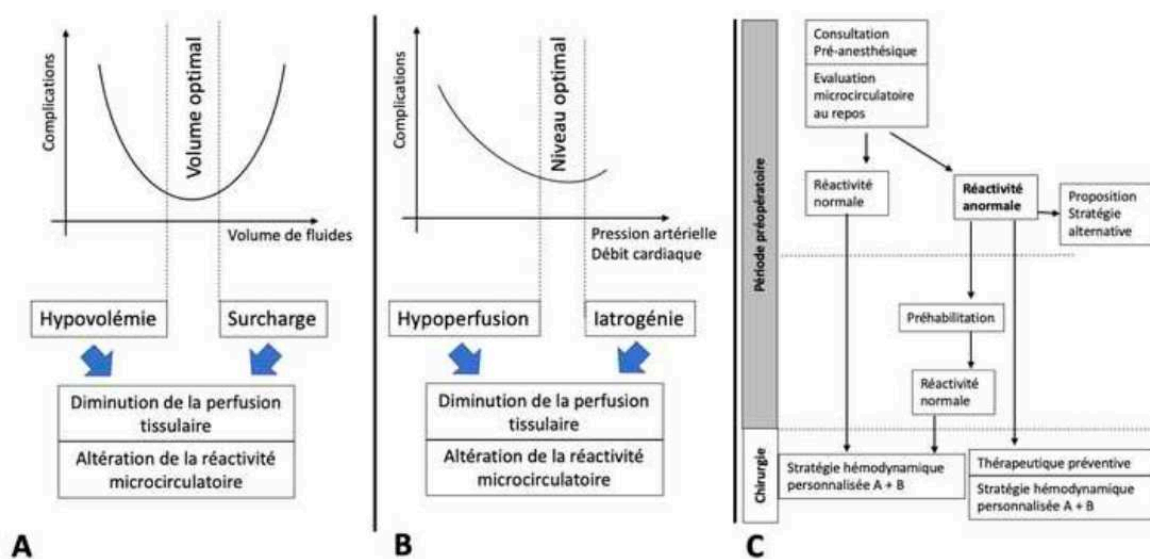 Complications
Volume optimal
Volume de fluides
Hypovolémie
Surcharge
Diminution de la perfusion
tissulaire
Altération de la réactivité
microcirculatoire
A
Complications
Niveau optimal
Pression artérielle
Débit cardiaque
Hypoperfusion
Iatrogénie
Diminution de la perfusion
tissulaire
Altération de la réactivité
microcirculatoire
B
Période préopératoire
Chirurgie
Consultation
Pré-anesthésique
Evaluation
microcirculatoire
au repos
Réactivité
normale
Réactivité
anormale
Proposition
Stratégie
alternative
Préhabilitation
Réactivité
normale
Stratégie hémodynamique
personnalisée A + B
Thérapeutique préventive
Stratégie hémodynamique
personnalisée A + B
C